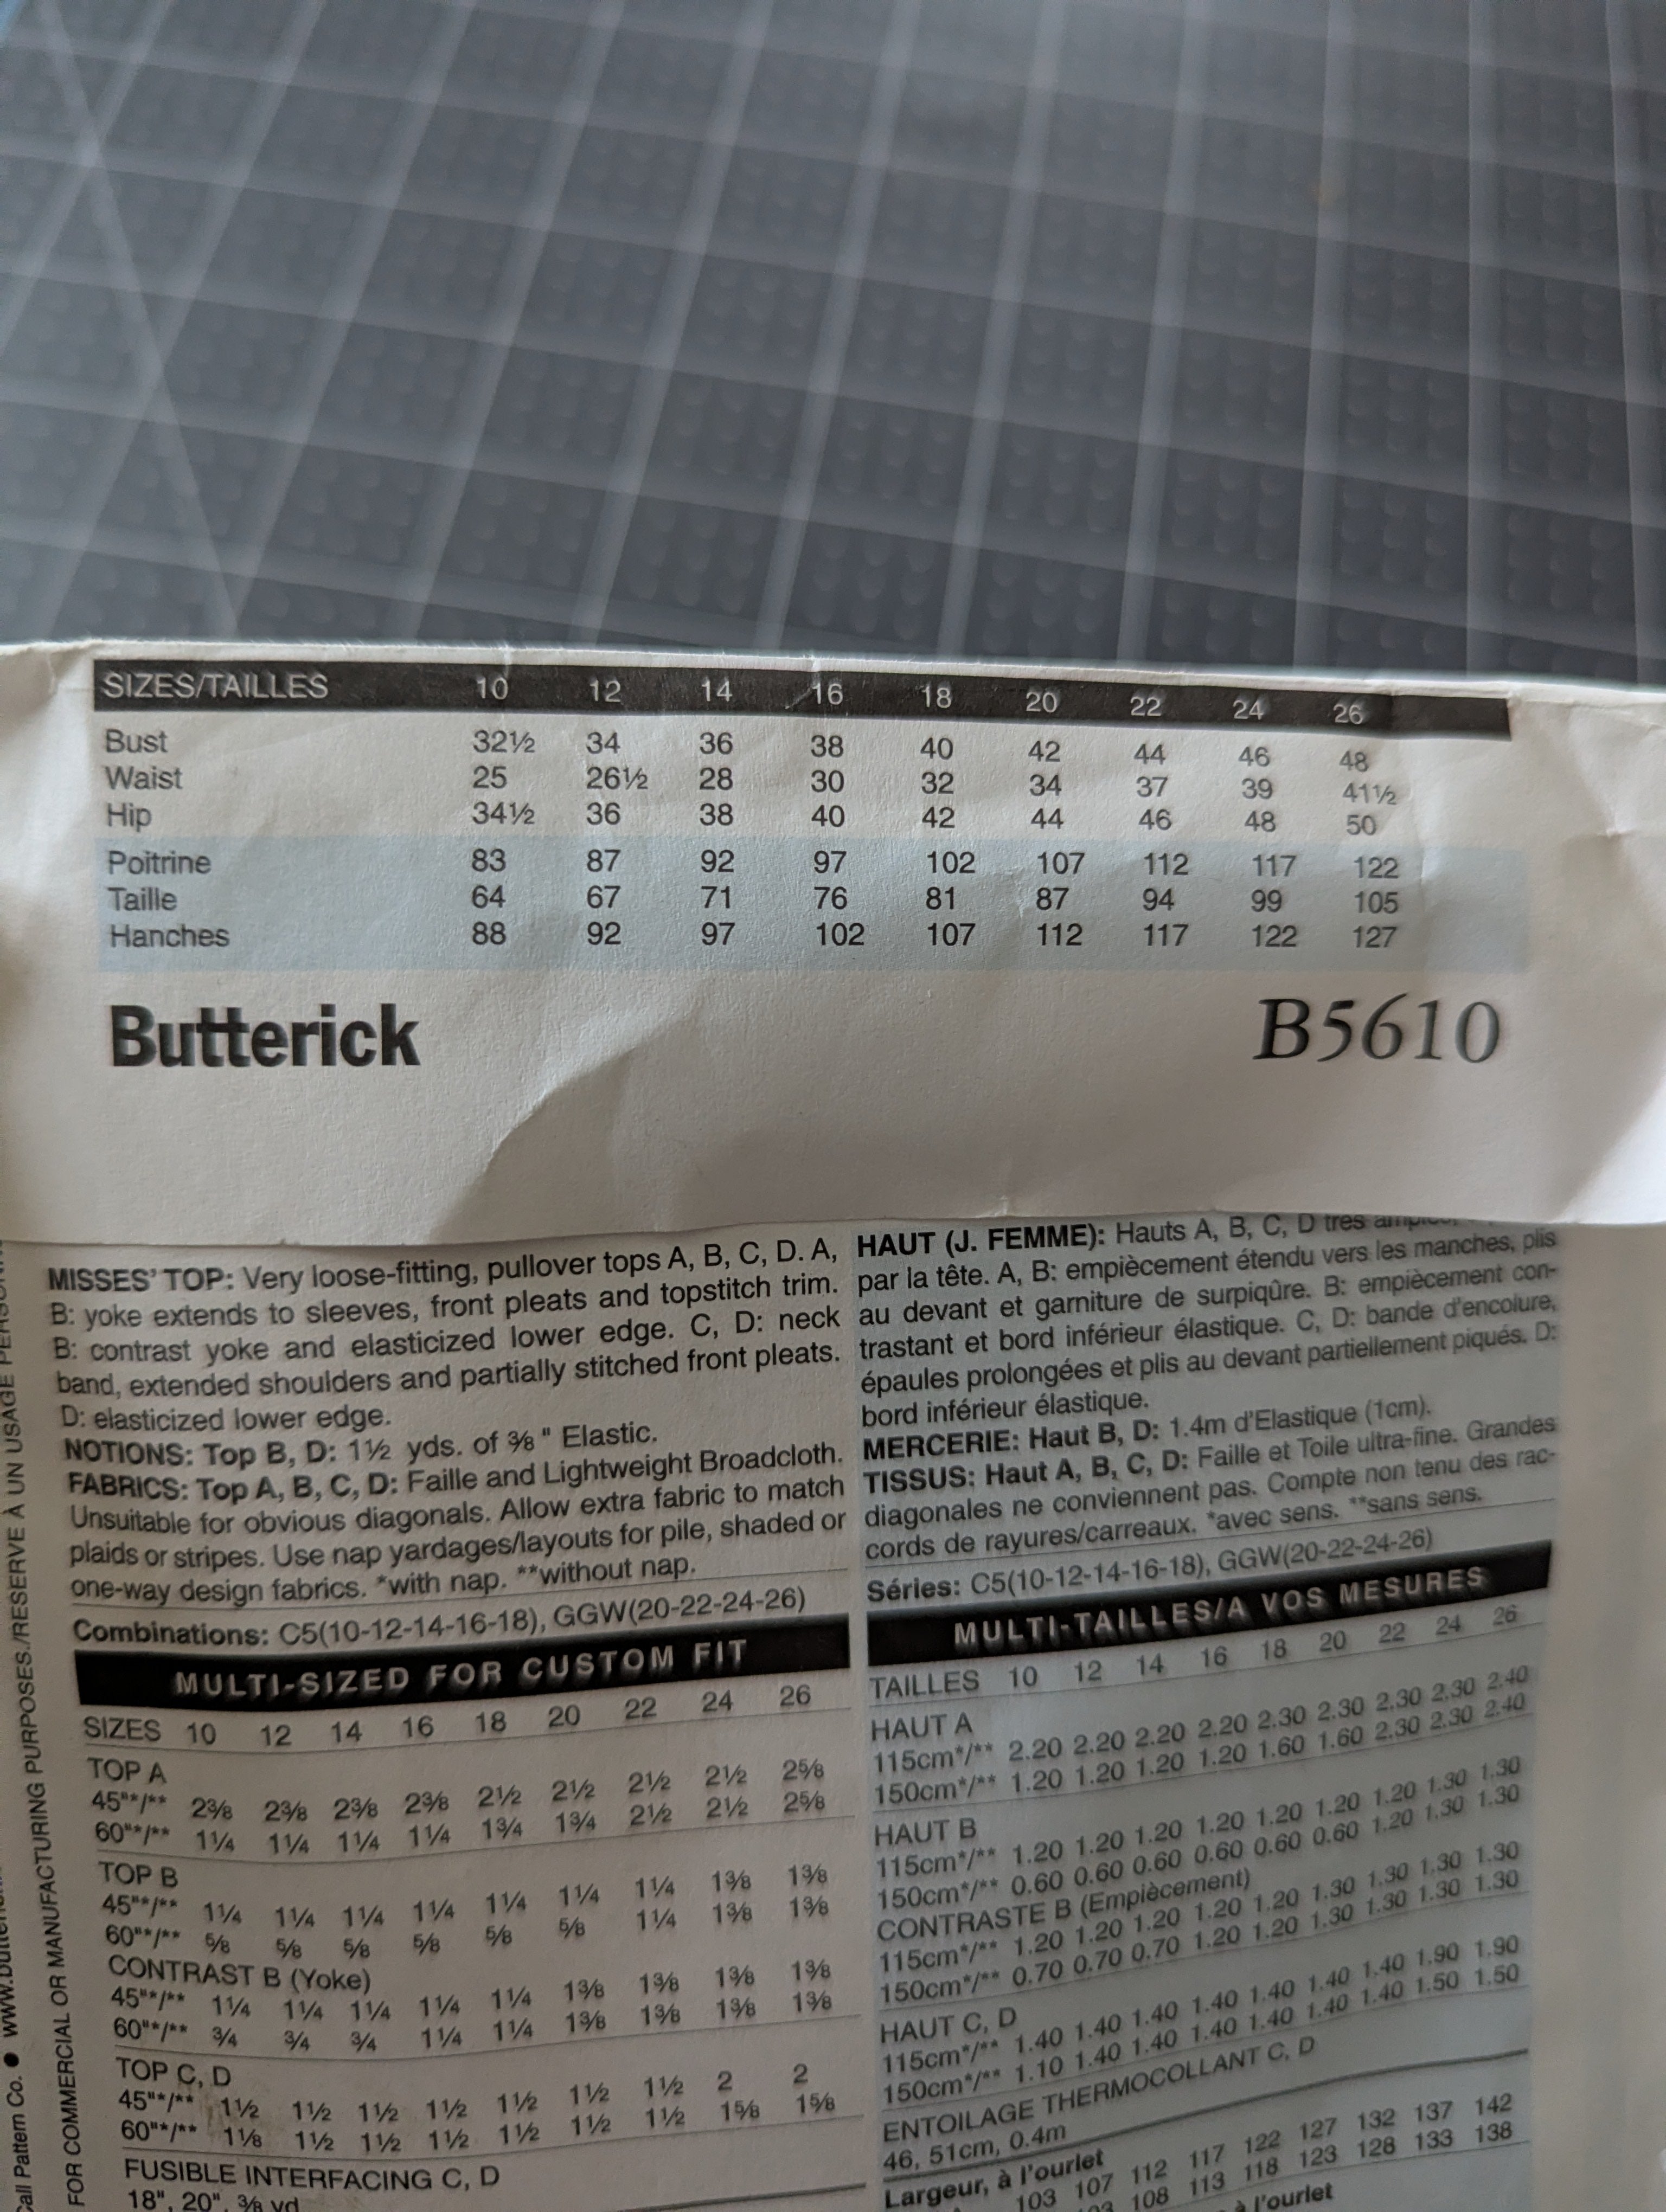 SIZES/TAILLES 10 12 14 16 18 20 22 24 26
Bust 32½ 34 36 38 40 42 44 46 48
Waist 25 26½ 28 30 32 34 37 39 41½
Hip 34½ 36 38 40 42 44 46 48 50
Poitrine 83 87 92 97 102 107 112 117 122
Taille 64 67 71 76 81 87 94 99 105
Hanches 88 92 97 102 107 112 117 122 127
Butterick B5610
MISSES' TOP: Very loose-fitting, pullover tops A, B, C, D. A,
B: yoke extends to sleeves, front pleats and topstitch trim.
B: contrast yoke and elasticized lower edge. C, D: neck
band, extended shoulders and partially stitched front pleats.
D: elasticized lower edge.
NOTIONS: Top B, D: 1½ yds. of ⅜" Elastic.
FABRICS: Top A, B, C, D: Faille and Lightweight Broadcloth.
Unsuitable for obvious diagonals. Allow extra fabric to match
plaids or stripes. Use nap yardages/layouts for pile, shaded or
one-way design fabrics. *with nap. **without nap.
Combinations: C5(10-12-14-16-18), GGW(20-22-24-26)
MULTI-SIZED FOR CUSTOM FIT
SIZES 10 12 14 16 18 20 22 24 26
TOP A
45"*/** 2⅜ 2⅜ 2⅜ 2⅜ 2½ 2½ 2½ 2½ 2⅝
60"*/** 1¼ 1¼ 1¼ 1¼ 1¾ 1¾ 2½ 2½ 2⅝
TOP B
45"*/** 1¼ 1¼ 1¼ 1¼ 1¼ 1¼ 1¼ 1⅜ 1⅜
60"*/** ⅝ ⅝ ⅝ ⅝ ⅝ ⅝ 1¼ 1⅜ 1⅜
CONTRAST B (Yoke)
45"*/** 1¼ 1¼ 1¼ 1¼ 1¼ 1⅜ 1⅜ 1⅜ 1⅜
60"*/** ¾ ¾ ¾ 1¼ 1¼ 1⅜ 1⅜ 1⅜ 1⅜
TOP C, D
45"*/** 1½ 1½ 1½ 1½ 1½ 1½ 1½ 2 2
60"*/** 1⅛ 1½ 1½ 1½ 1½ 1½ 1½ 1⅝ 1⅝
FUSIBLE INTERFACING C, D
18", 20", ⅜ yd
HAUT (J. FEMME): Hauts A, B, C, D très
par la tête. A, B: empiècement étendu vers les manches, plis
au devant et garniture de surpiqûre. B: empiècement con-
trastant et bord inférieur élastique. C, D: bande d'encolure,
épaules prolongées et plis au devant partiellement piqués. D:
bord inférieur élastique.
MERCERIE: Haut B, D: 1.4m d'Elastique (1cm).
TISSUS: Haut A, B, C, D: Faille et Toile ultra-fine. Grandes
diagonales ne conviennent pas. Compte non tenu des rac-
cords de rayures/carreaux. *avec sens. **sans sens.
Séries: C5(10-12-14-16-18), GGW(20-22-24-26)
MULTI-TAILLES/A VOS MESURES
TAILLES 10 12 14 16 18 20 22 24 26
HAUT A
115cm*/** 2.20 2.20 2.20 2.20 2.30 2.30 2.30 2.30 2.40
150cm*/** 1.20 1.20 1.20 1.20 1.60 1.60 2.30 2.30 2.40
HAUT B
115cm*/** 1.20 1.20 1.20 1.20 1.20 1.20 1.20 1.30 1.30
150cm*/** 0.60 0.60 0.60 0.60 0.60 0.60 1.20 1.30 1.30
CONTRASTE B (Empiècement)
115cm*/** 1.20 1.20 1.20 1.20 1.20 1.30 1.30 1.30 1.30
150cm*/** 0.70 0.70 0.70 1.20 1.20 1.30 1.30 1.30 1.30
HAUT C, D
115cm*/** 1.40 1.40 1.40 1.40 1.40 1.40 1.40 1.90 1.90
150cm*/** 1.10 1.40 1.40 1.40 1.40 1.40 1.40 1.50 1.50
ENTOILAGE THERMOCOLLANT C, D
46, 51cm, 0.4m
Largeur, à l'ourlet
103 107 112 117 122 127 132 137 142
103 108 113 118 123 128 133 138
à l'ourlet
FOR COMMERCIAL OR MANUFACTURING PURPOSES./RESERVE À UN USAGE
Call Pattern Co. ● www.